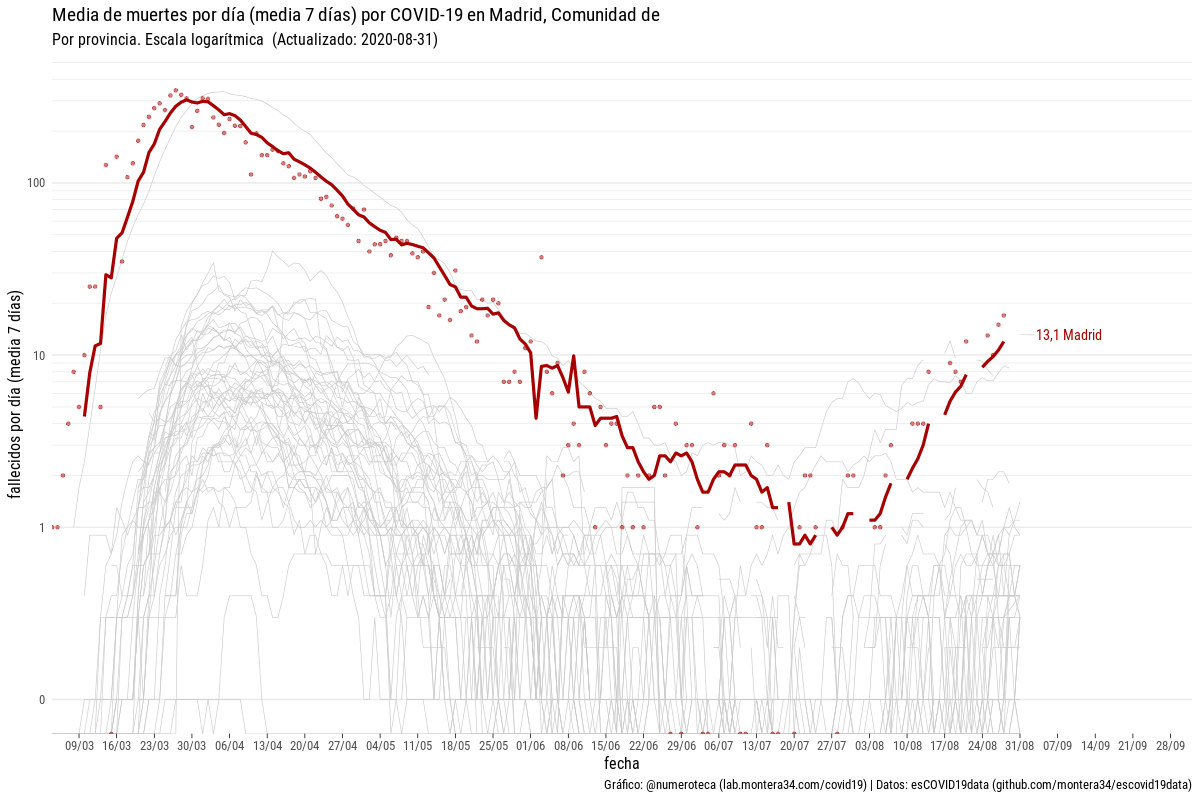 Media de muertes por día (media 7 días) por COVID-19 en Madrid, Comunidad de
Por provincia. Escala logarítmica (Actualizado: 2020-08-31)
fallecidos por día (media 7 días)
100
10
1
0
13,1 Madrid
09/03 16/03 23/03 30/03 06/04 13/04 20/04 27/04 04/05 11/05 18/05 25/05 01/06 08/06 15/06 22/06 29/06 06/07 13/07 20/07 27/07 03/08 10/08 17/08 24/08 31/08 07/09 14/09 21/09 28/09
fecha
Gráfico: @numeroteca (lab.montera34.com/covid19) | Datos: esCOVID19data (github.com/montera34/escovid19data)